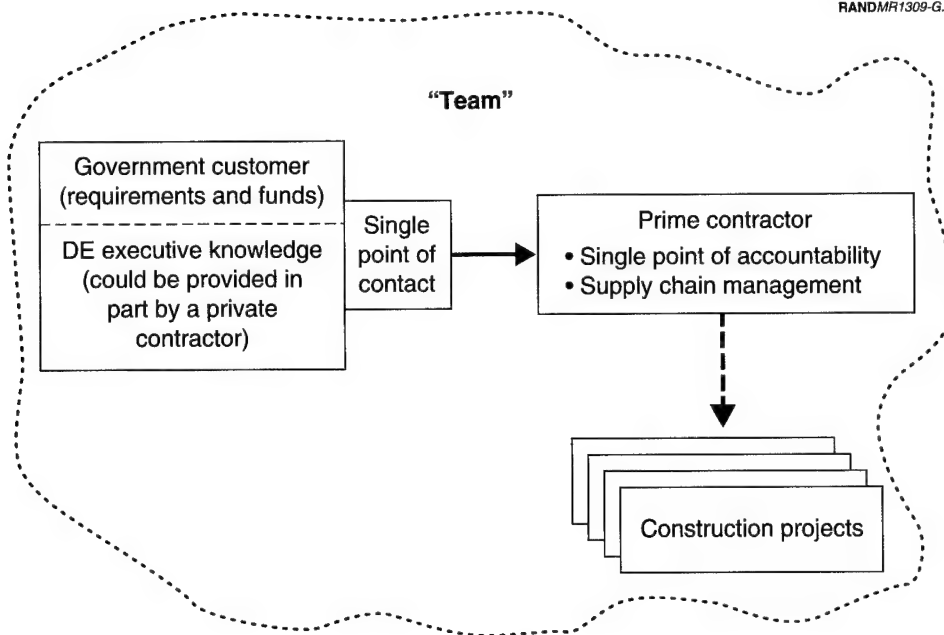 RANDMR1309-G.
“Team”
Government customer
(requirements and funds)
DE executive knowledge
(could be provided in
part by a private
contractor)
Single
point of
contact
Prime contractor
• Single point of accountability
• Supply chain management
Construction projects